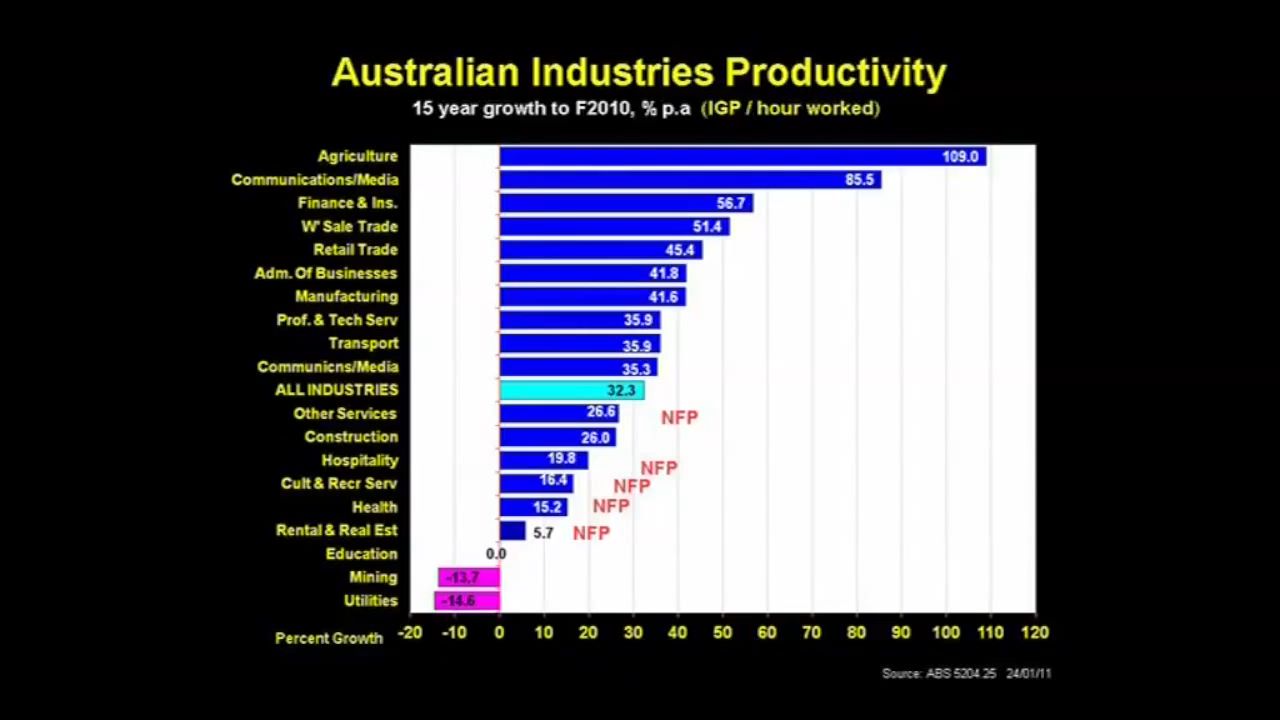 Australian Industries Productivity
15 year growth to F2010, % p.a (IGP / hour worked)
Agriculture 109.0
Communications/Media 85.5
Finance & Ins. 56.7
W' Sale Trade 51.4
Retail Trade 45.4
Adm. Of Businesses 41.8
Manufacturing 41.6
Prof. & Tech Serv 35.9
Transport 35.9
Communicns/Media 35.3
ALL INDUSTRIES 32.3
Other Services 26.6 NFP
Construction 26.0
Hospitality 19.8 NFP
Cult & Recr Serv 16.4 NFP
Health 15.2 NFP
Rental & Real Est 5.7 NFP
Education 0.0
Mining -13.7
Utilities -14.6
Percent Growth -20 -10 0 10 20 30 40 50 60 70 80 90 100 110 120
Source: ABS 5204.25 24/01/11